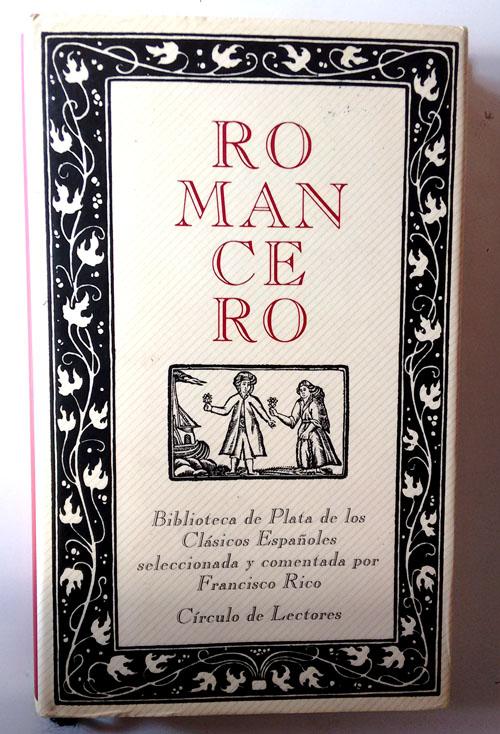 RO
MAN
CE
RO
Biblioteca de Plata de los
Clásicos Españoles
seleccionada y comentada por
Francisco Rico
Círculo de Lectores